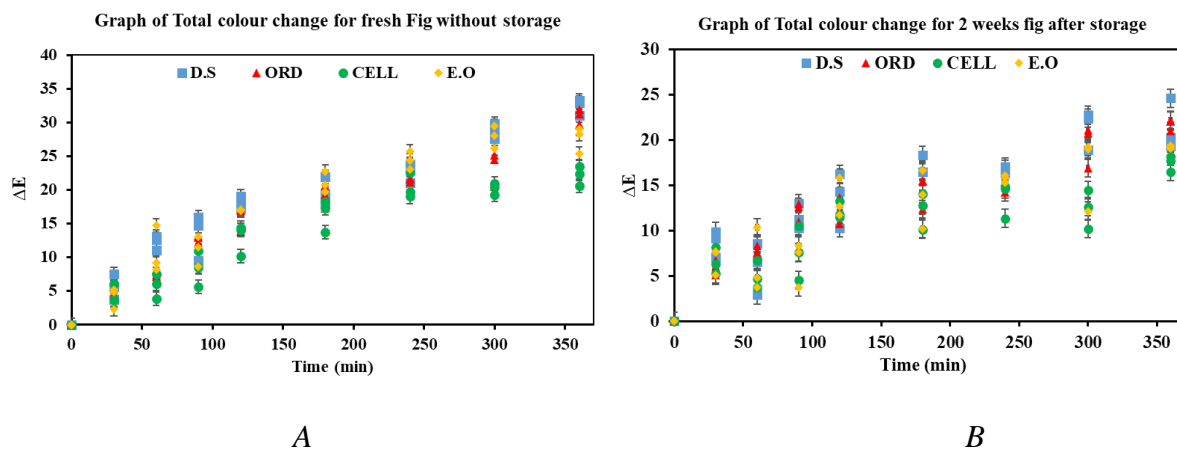 Graph of Total colour change for fresh Fig without storage
40
35
30
25
20
15
10
5
0
ΔE
D.S ORD CELL E.O
0 50 100 150 200 250 300 350
Time (min)
A
Graph of Total colour change for 2 weeks fig after storage
30
25
20
15
10
5
0
ΔE
D.S ORD CELL E.O
0 50 100 150 200 250 300 350
Time (min)
B